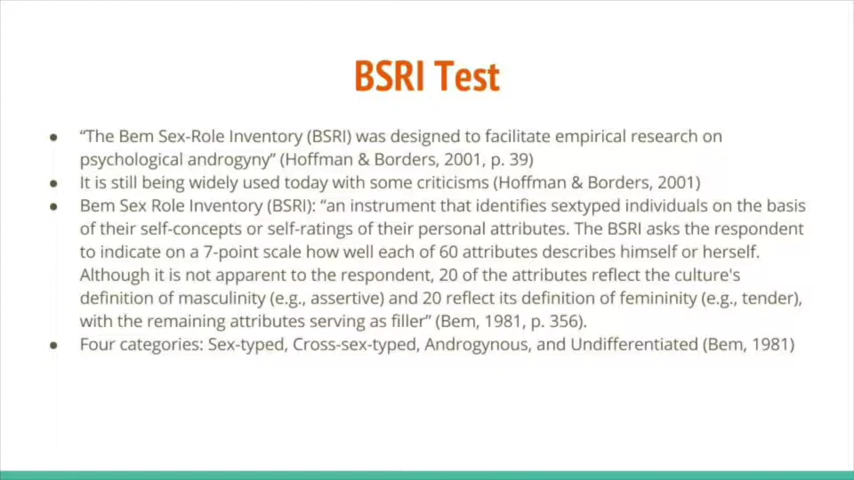 BSRI Test
● “The Bem Sex-Role Inventory (BSRI) was designed to facilitate empirical research on
psychological androgyny” (Hoffman & Borders, 2001, p. 39)
● It is still being widely used today with some criticisms (Hoffman & Borders, 2001)
● Bem Sex Role Inventory (BSRI): “an instrument that identifies sextyped individuals on the basis
of their self-concepts or self-ratings of their personal attributes. The BSRI asks the respondent
to indicate on a 7-point scale how well each of 60 attributes describes himself or herself.
Although it is not apparent to the respondent, 20 of the attributes reflect the culture's
definition of masculinity (e.g., assertive) and 20 reflect its definition of femininity (e.g., tender),
with the remaining attributes serving as filler” (Bem, 1981, p. 356).
● Four categories: Sex-typed, Cross-sex-typed, Androgynous, and Undifferentiated (Bem, 1981)